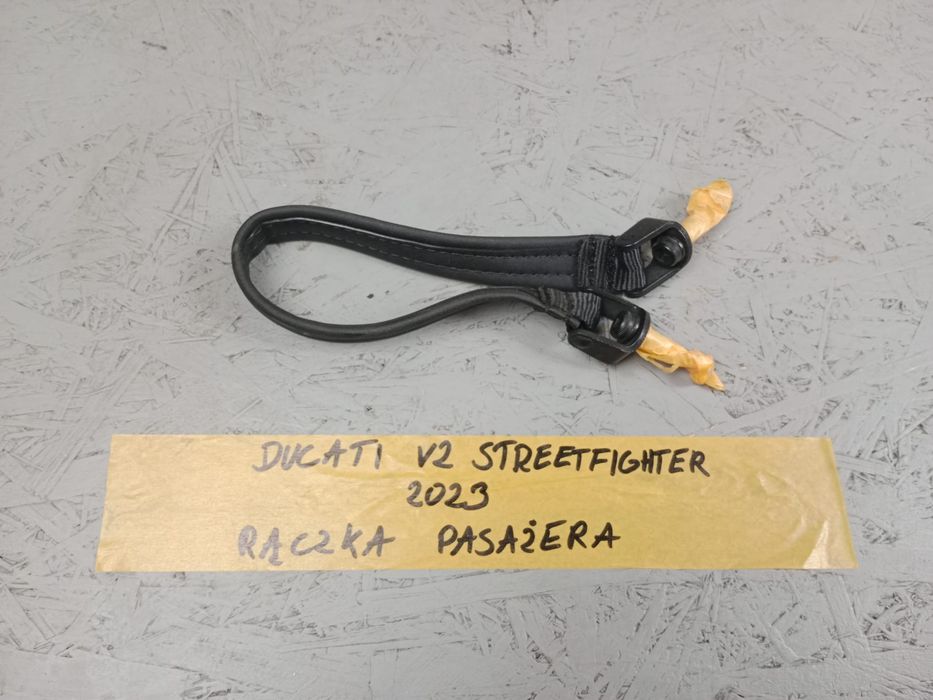 DUCATI V2 STREETFIGHTER
2023
RĄCZKA PASAŻERA